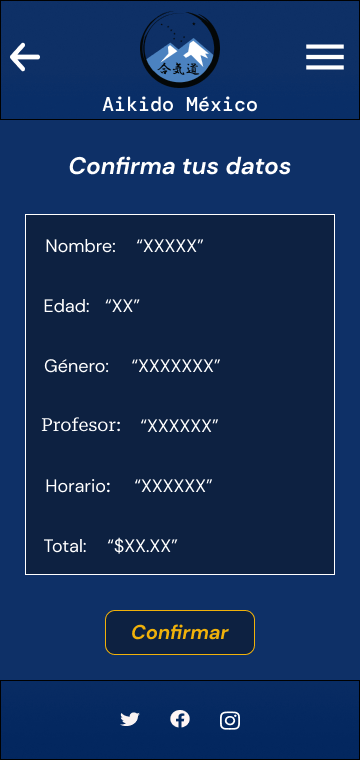 合気道
Aikido México
Confirma tus datos
Nombre: “XXXXX”
Edad: “XX”
Género: “XXXXXXX”
Profesor: “XXXXXX”
Horario: “XXXXXX”
Total: “$XX.XX”
Confirmar